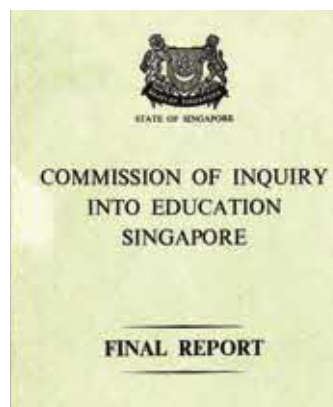 STATE OF SINGAPORE
COMMISSION OF INQUIRY
INTO EDUCATION
SINGAPORE
FINAL REPORT